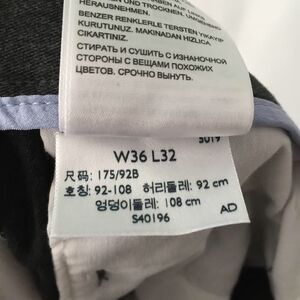 HERAUSNEHMEN.
BENZER RENKLERLE TERSTEN YIKAYIP
KURUTUNUZ. MAKINADAN HIZLICA
CIKARTINIZ.
СТИРАТЬ И СУШИТЬ С ИЗНАНОЧНОЙ
СТОРОНЫ С ВЕЩАМИ ПОХОЖИХ
ЦВЕТОВ. СРОЧНО ВЫНУТЬ.
3019
W36 L32
尺码: 175/92B
호칭: 92-108 허리둘레: 92 cm
엉덩이둘레: 108 cm
S40196
AD